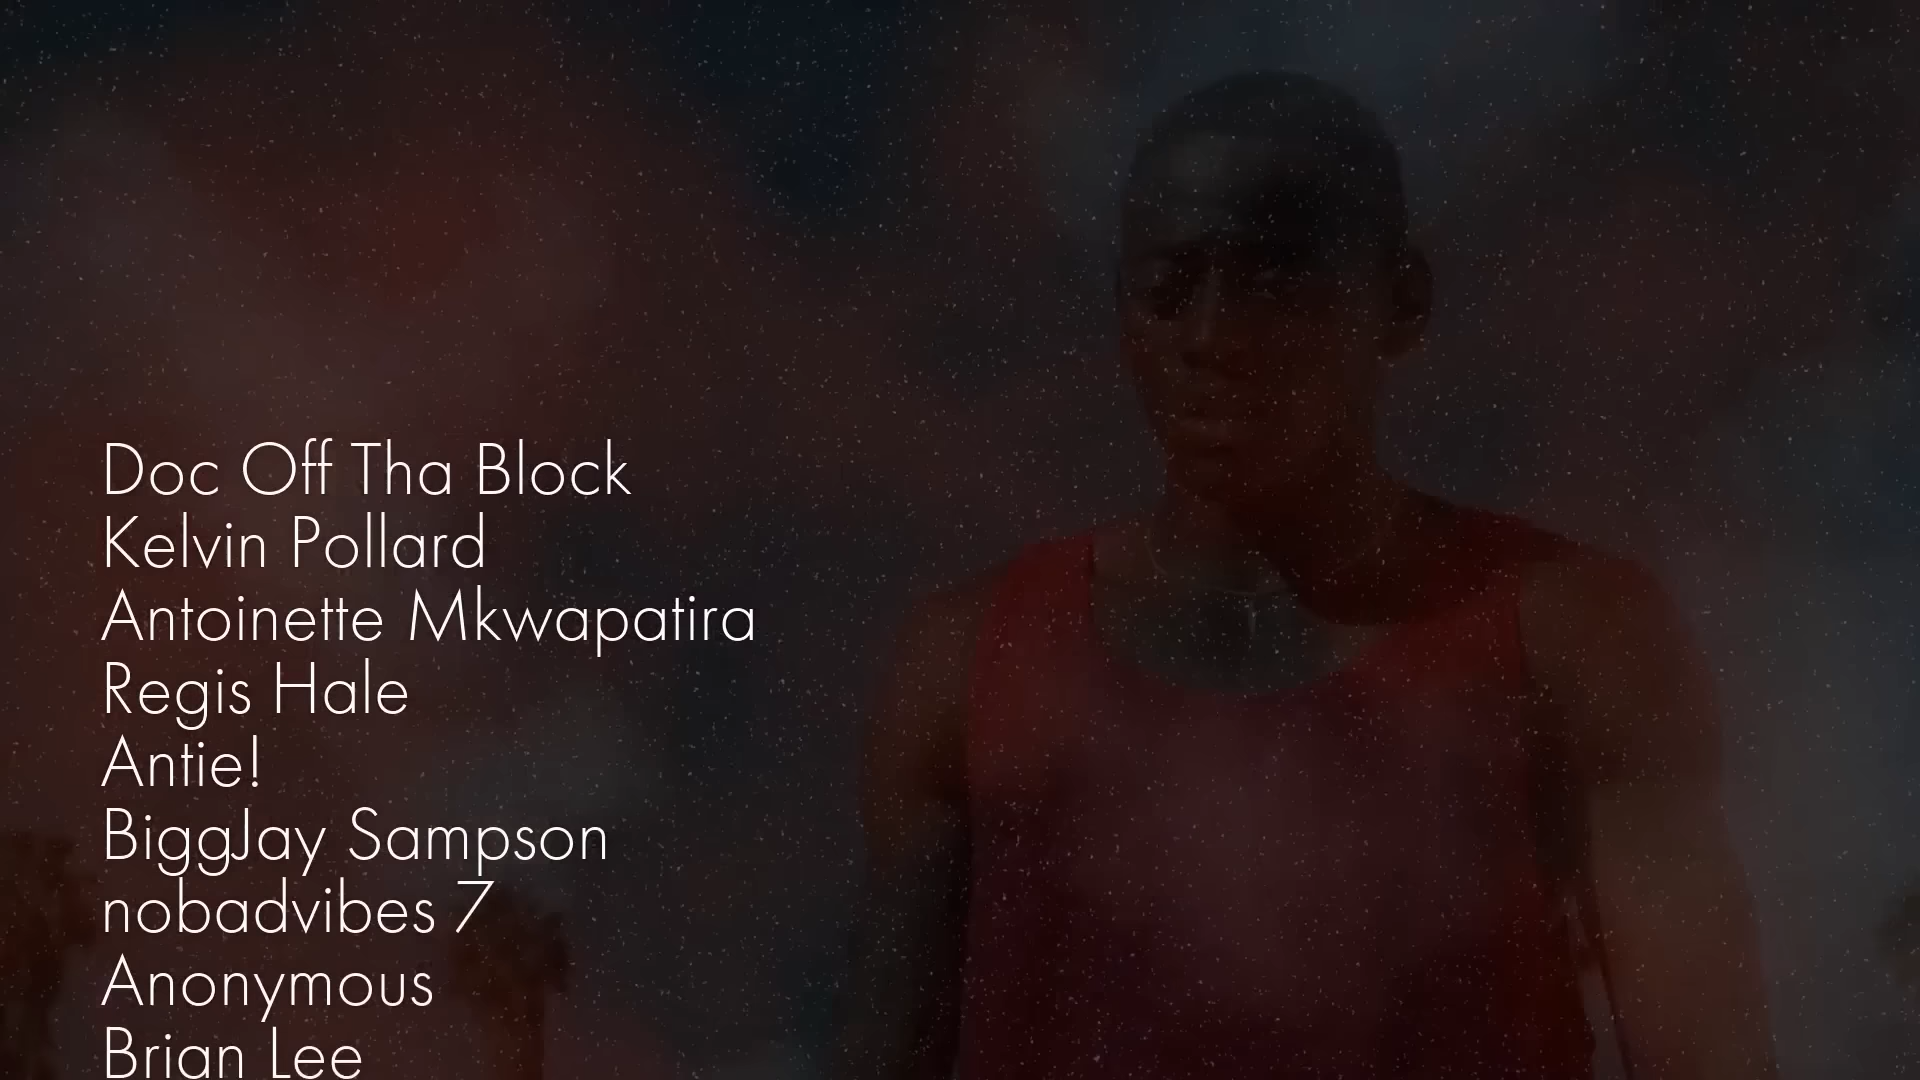 Doc Off Tha Block
Kelvin Pollard
Antoinette Mkwapatira
Regis Hale
Antie!
BiggJay Sampson
nobadvibes 7
Anonymous
Brian Lee